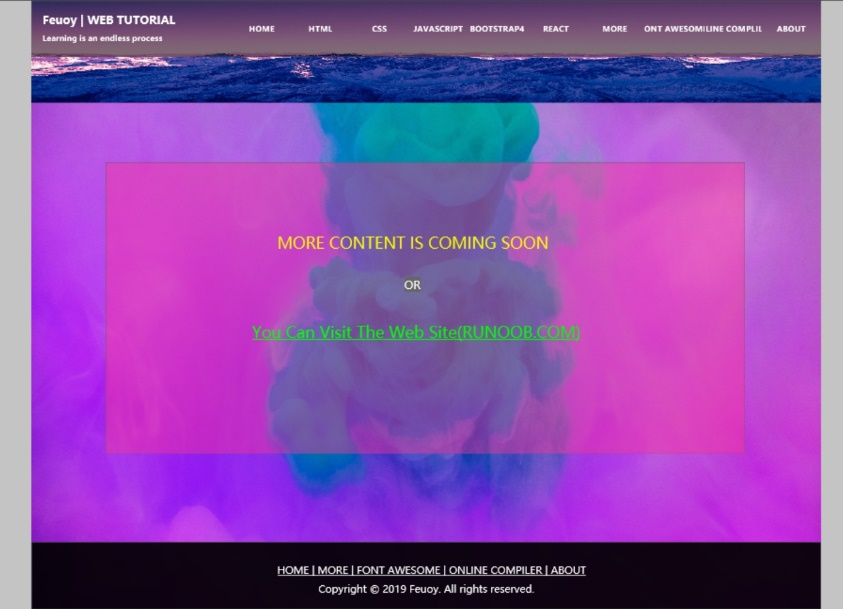 Feuoy | WEB TUTORIAL
Learning is an endless process
HOME HTML CSS JAVASCRIPT BOOTSTRAP4 REACT MORE ONT AWESOM ILINE COMPLIL ABOUT
MORE CONTENT IS COMING SOON
OR
You Can Visit The Web Site(RUNOOB.COM)
HOME | MORE | FONT AWESOME | ONLINE COMPILER | ABOUT
Copyright © 2019 Feuoy. All rights reserved.